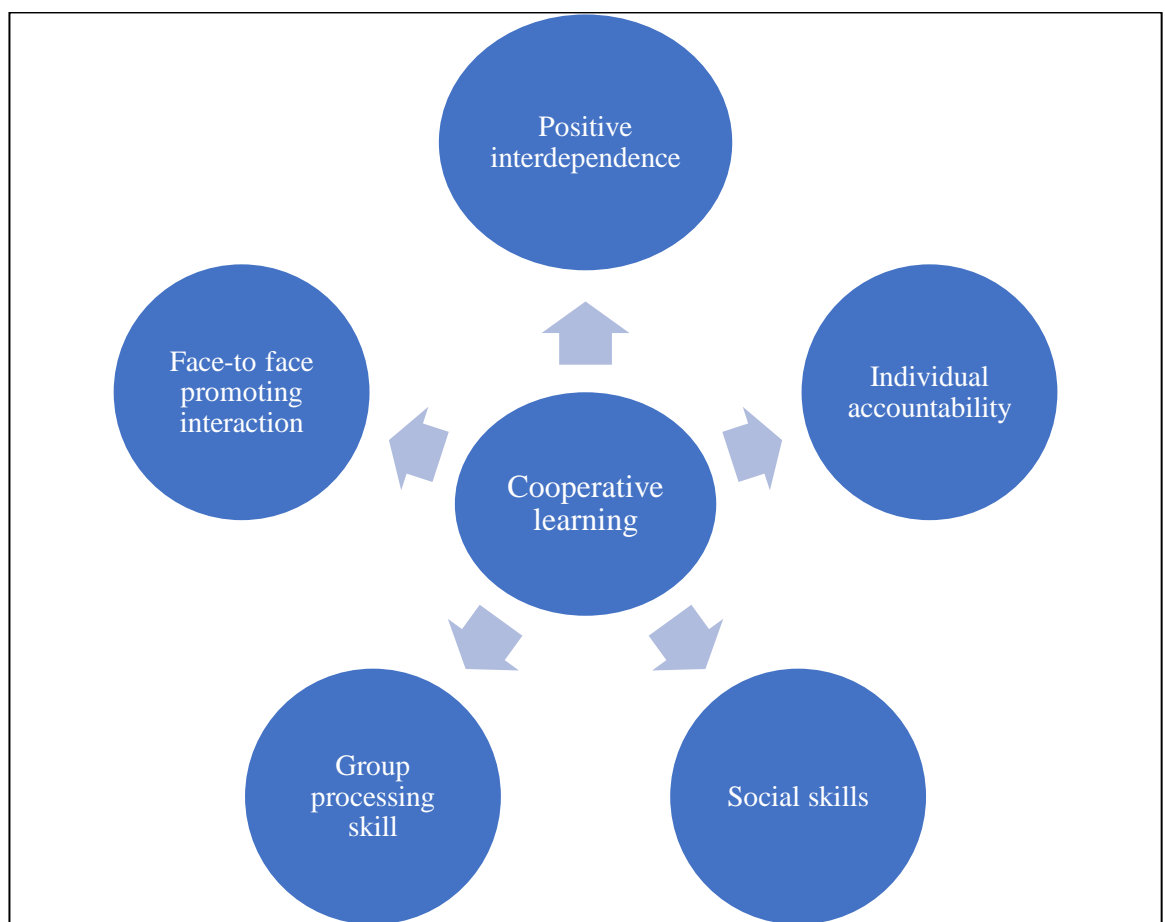 Positive
interdependence
Face-to face
promoting
interaction
Individual
accountability
Cooperative
learning
Group
processing
skill
Social skills